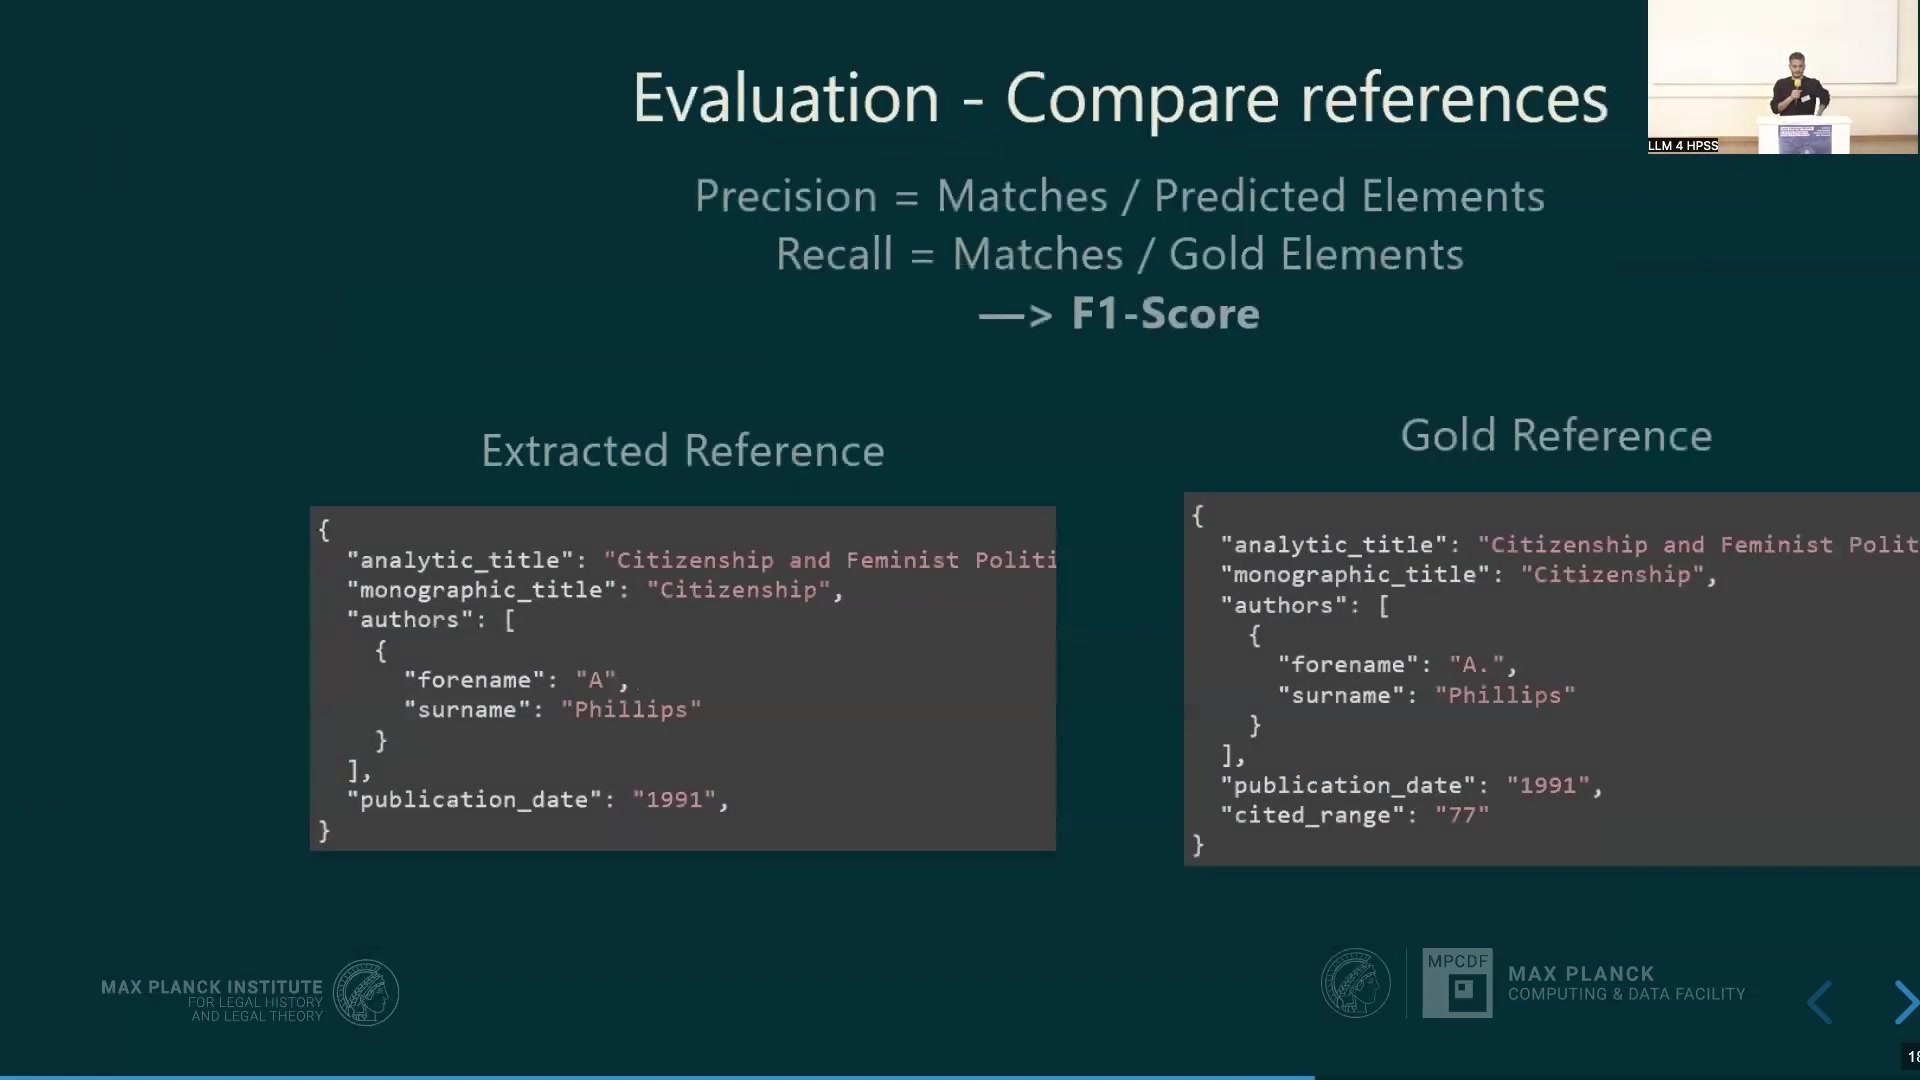 Evaluation - Compare references
LLM 4 HPSS
Precision = Matches / Predicted Elements
Recall = Matches / Gold Elements
—> F1-Score
Extracted Reference
{
"analytic_title": "Citizenship and Feminist Politi
"monographic_title": "Citizenship",
"authors": [
{
"forename": "A",
"surname": "Phillips"
}
],
"publication_date": "1991",
}
Gold Reference
{
"analytic_title": "Citizenship and Feminist Polit
"monographic_title": "Citizenship",
"authors": [
{
"forename": "A.",
"surname": "Phillips"
}
],
"publication_date": "1991",
"cited_range": "77"
}
MAX PLANCK INSTITUTE
FOR LEGAL HISTORY
AND LEGAL THEORY
MPCDF
MAX PLANCK
COMPUTING & DATA FACILITY
18